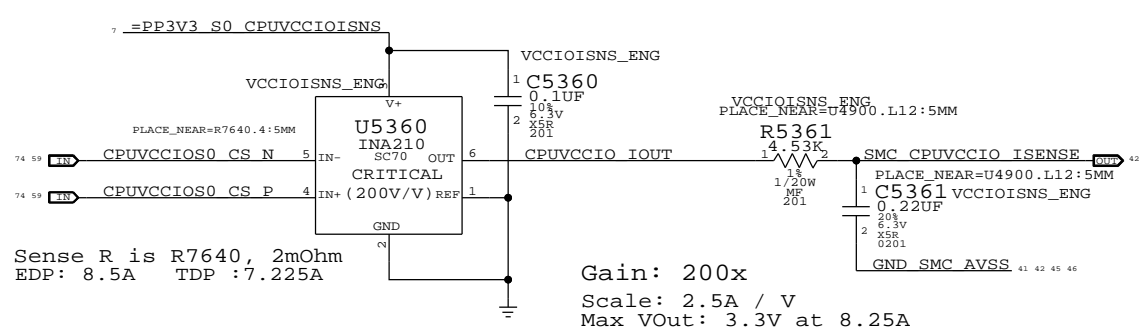 7 =PP3V3_S0_CPUVCCIOISNS
VCCIOISNS_ENG
VCCIOISNS_ENG
3
V+
1 C5360
0.1UF
10%
6.3V
X5R
201
2
PLACE_NEAR=R7640.4:5MM
U5360
INA210
SC70
CRITICAL
(200V/V)
74 59 IN CPUVCCIOS0_CS_N 5 IN-
OUT 6 CPUVCCIO_IOUT
74 59 IN CPUVCCIOS0_CS_P 4 IN+
REF 1
GND
2
VCCIOISNS_ENG
PLACE_NEAR=U4900.L12:5MM
R5361
4.53K
1 2
1%
1/20W
MF
201
SMC_CPUVCCIO_ISENSE OUT 42
PLACE_NEAR=U4900.L12:5MM
1 C5361 VCCIOISNS_ENG
0.22UF
20%
6.3V
X5R
0201
2
GND_SMC_AVSS 41 42 45 46
Sense R is R7640, 2mOhm
EDP: 8.5A TDP :7.225A
Gain: 200x
Scale: 2.5A / V
Max VOut: 3.3V at 8.25A